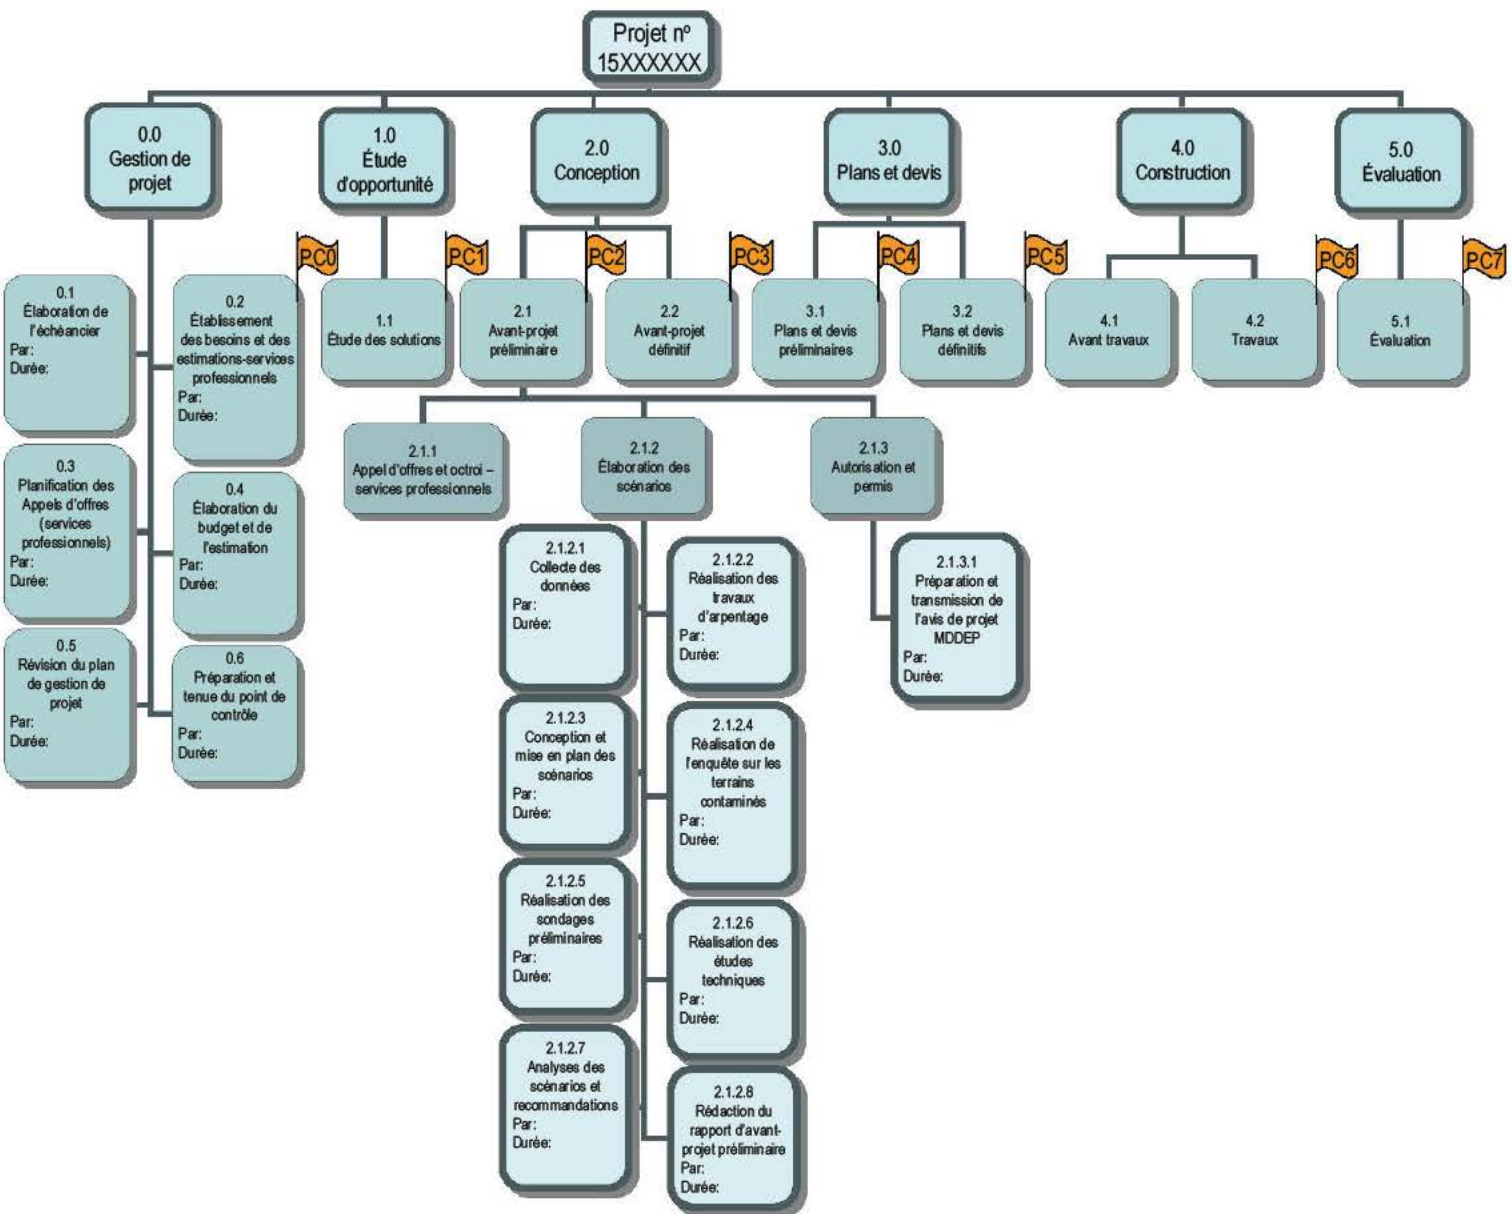 Projet nº
15XXXXXX
0.0
Gestion de
projet
1.0
Étude
d'opportunité
2.0
Conception
3.0
Plans et devis
4.0
Construction
5.0
Évaluation
PC0
PC1
PC2
PC3
PC4
PC5
PC6
PC7
0.1
Élaboration de
l'échéancier
Par:
Durée:
0.2
Établissement
des besoins et des
estimations-services
professionnels
Par:
Durée:
1.1
Étude des solutions
2.1
Avant-projet
préliminaire
2.2
Avant-projet
définitif
3.1
Plans et devis
préliminaires
3.2
Plans et devis
définitifs
4.1
Avant travaux
4.2
Travaux
5.1
Évaluation
0.3
Planification des
Appels d'offres
(services
professionnels)
Par:
Durée:
0.4
Élaboration du
budget et de
l'estimation
Par:
Durée:
0.5
Révision du plan
de gestion de
projet
Par:
Durée:
0.6
Préparation et
tenue du point de
contrôle
Par:
Durée:
2.1.1
Appel d'offres et octroi –
services professionnels
2.1.2
Élaboration des
scénarios
2.1.3
Autorisation et
permis
2.1.2.1
Collecte des
données
Par:
Durée:
2.1.2.2
Réalisation des
travaux
d'arpentage
Par:
Durée:
2.1.3.1
Préparation et
transmission de
l'avis de projet
MDDEP
Par:
Durée:
2.1.2.3
Conception et
mise en plan des
scénarios
Par:
Durée:
2.1.2.4
Réalisation de
l'enquête sur les
terrains
contaminés
Par:
Durée:
2.1.2.5
Réalisation des
sondages
préliminaires
Par:
Durée:
2.1.2.6
Réalisation des
études
techniques
Par:
Durée:
2.1.2.7
Analyses des
scénarios et
recommandations
Par:
Durée:
2.1.2.8
Rédaction du
rapport d'avant-
projet préliminaire
Par:
Durée: